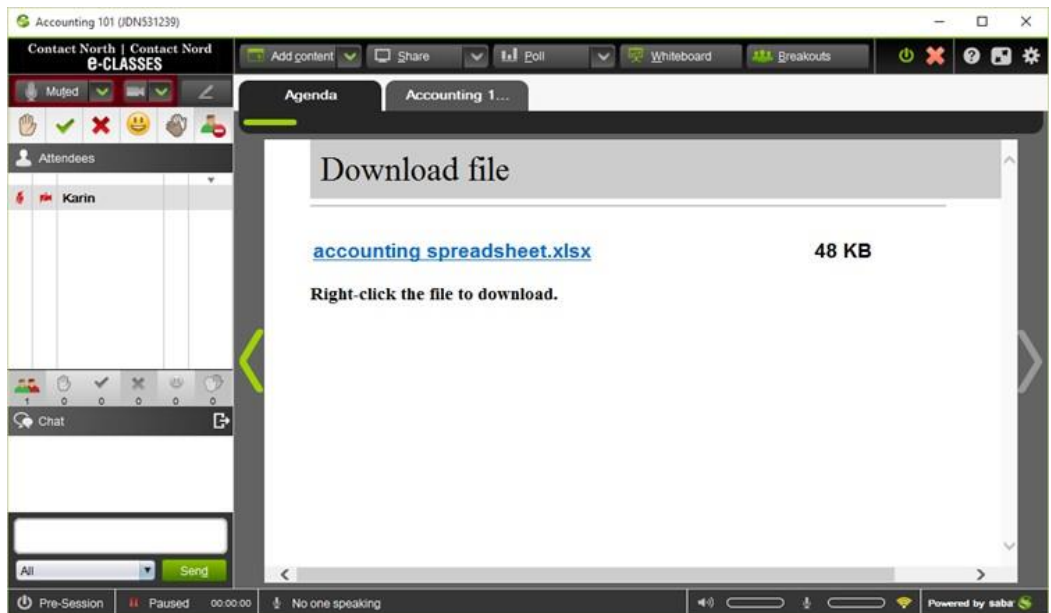 Accounting 101 (JDN531239)
Contact North | Contact Nord
e-CLASSES
Add content
Share
Poll
Whiteboard
Breakouts
Muted
Agenda
Accounting 1...
Attendees
Karin
Download file
accounting spreadsheet.xlsx 48 KB
Right-click the file to download.
1 0 0 0 0 0
Chat
All
Send
Pre-Session
Paused 00:00:00
No one speaking
Powered by saba